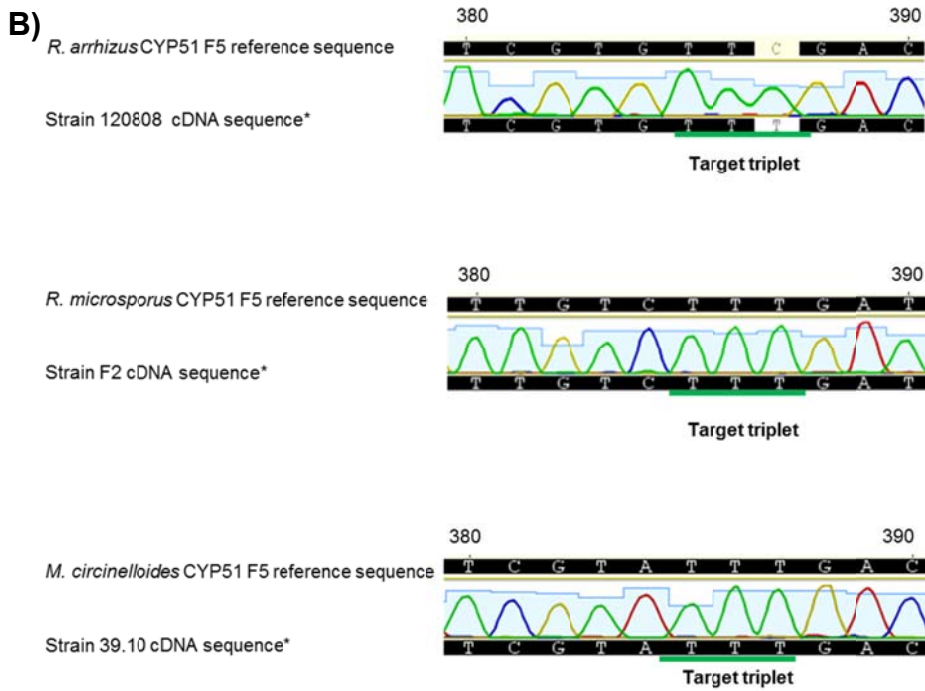 B)
380 390
R. arrhizus CYP51 F5 reference sequence T C G T G T T C G A C
Strain 120808 cDNA sequence* T C G T G T T T G A C
Target triplet
380 390
R. microsporus CYP51 F5 reference sequence T T G T C T T T G A T
Strain F2 cDNA sequence* T T G T C T T T G A T
Target triplet
380 390
M. circinelloides CYP51 F5 reference sequence T C G T A T T T G A C
Strain 39.10 cDNA sequence* T C G T A T T T G A C
Target triplet